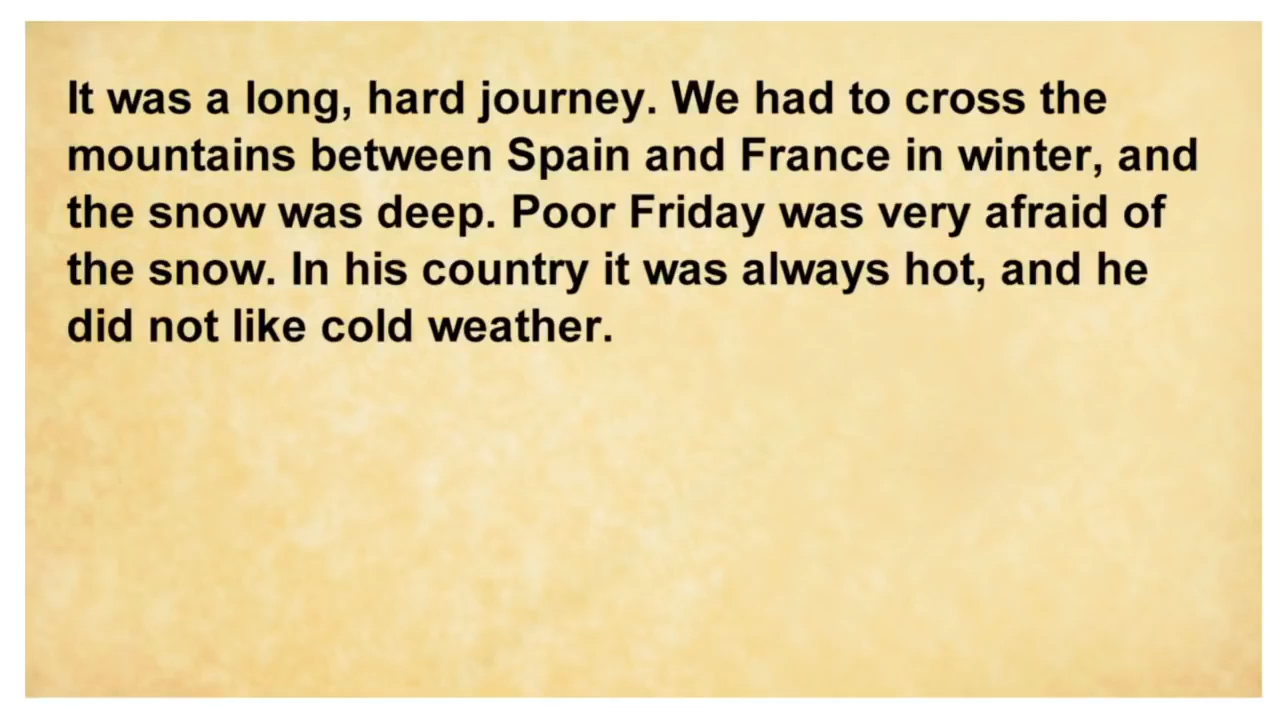 It was a long, hard journey. We had to cross the
mountains between Spain and France in winter, and
the snow was deep. Poor Friday was very afraid of
the snow. In his country it was always hot, and he
did not like cold weather.